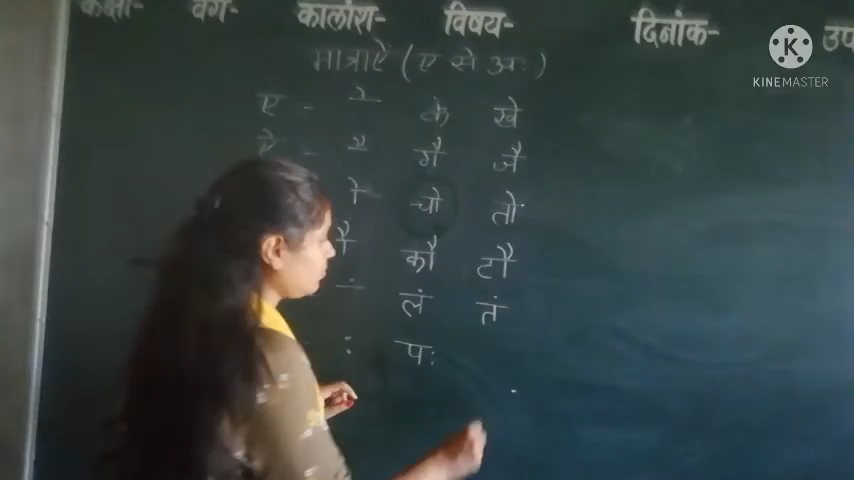 कक्षा- वर्ग- कालांश- विषय- दिनांक- उप
K
KINEMASTER
मात्राऐं ( ए से अः )
ए - े के खे
ऐ - ै गै जै
ो - चो तो
ौ कौ टौ
ं लं तं
: पः